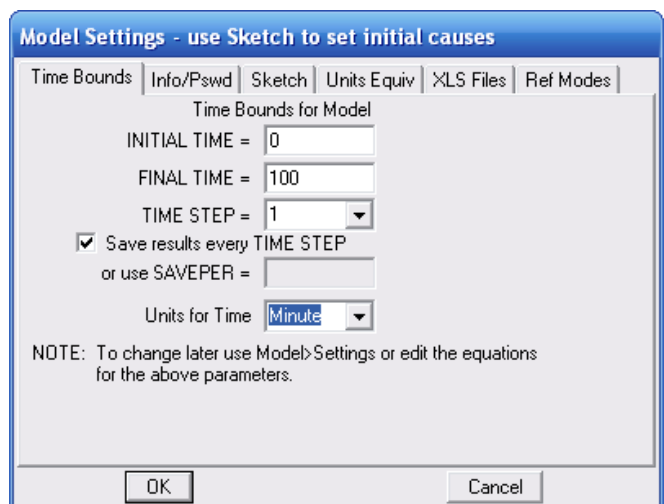 Model Settings - use Sketch to set initial causes
Time Bounds Info/Pswd Sketch Units Equiv XLS Files Ref Modes
Time Bounds for Model
INITIAL TIME = 0
FINAL TIME = 100
TIME STEP = 1
Save results every TIME STEP
or use SAVEPER =
Units for Time Minute
NOTE: To change later use Model>Settings or edit the equations
for the above parameters.
OK Cancel